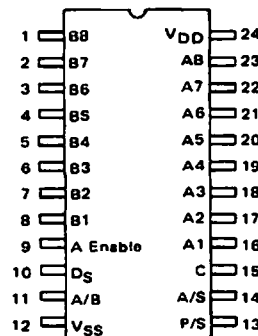 1 B8 VDD 24
2 B7 AB 23
3 B6 A7 22
4 B5 A6 21
5 B4 A5 20
6 B3 A4 19
7 B2 A3 18
8 B1 A2 17
9 A Enable A1 16
10 DS C 15
11 A/B A/S 14
12 VSS P/S 13